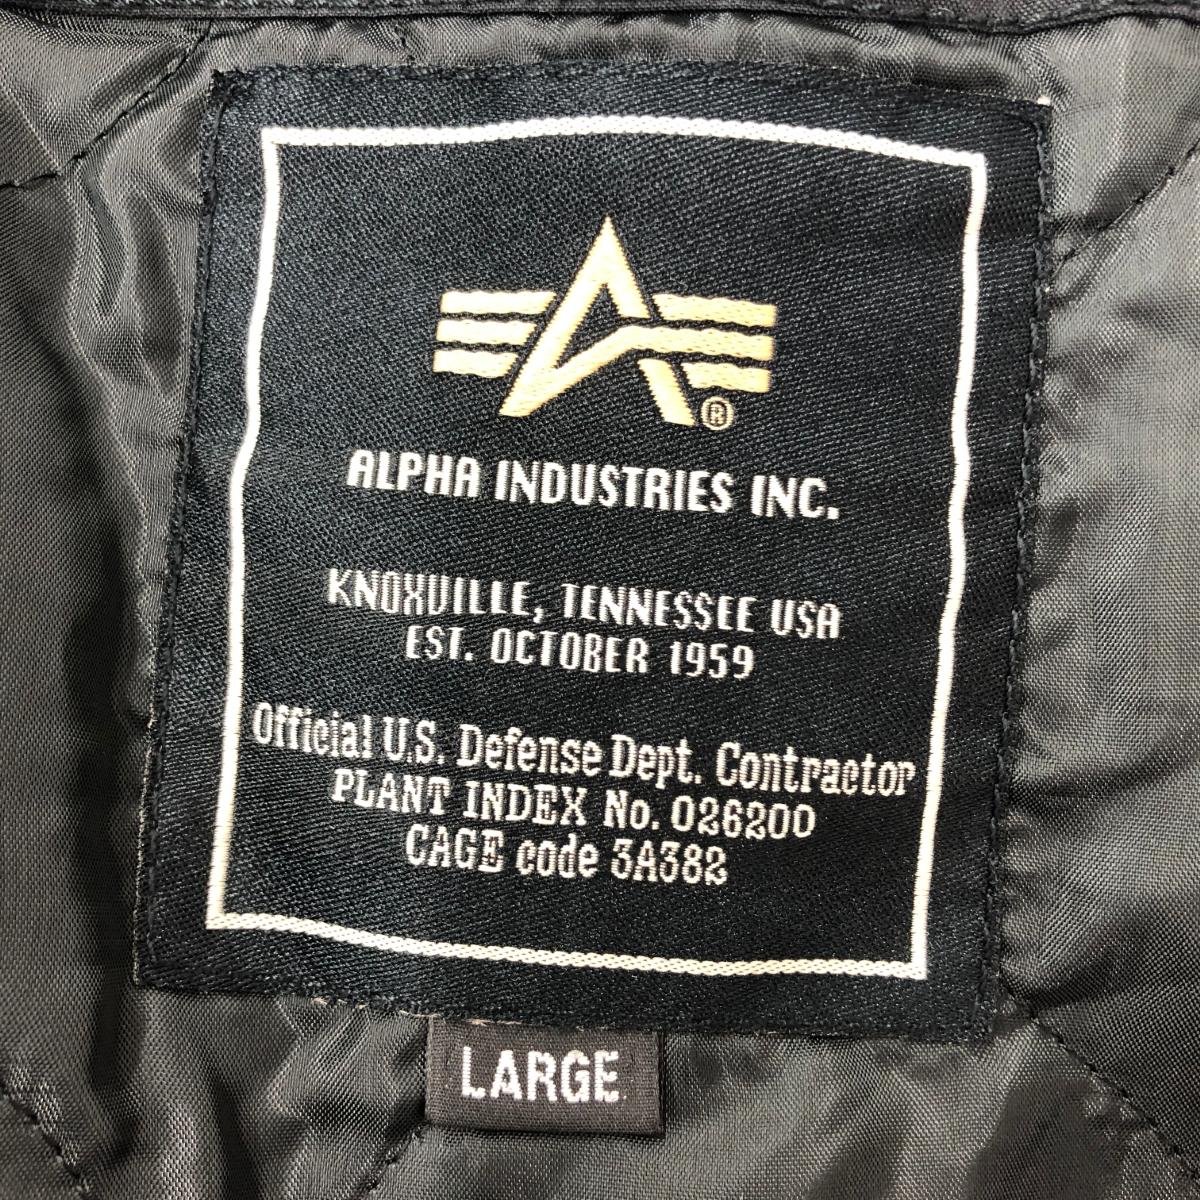 ®
ALPHA INDUSTRIES INC.
KNOXVILLE, TENNESSEE USA
EST. OCTOBER 1959
Official U.S. Defense Dept. Contractor
PLANT INDEX No. 026200
CAGE code 3A382
LARGE